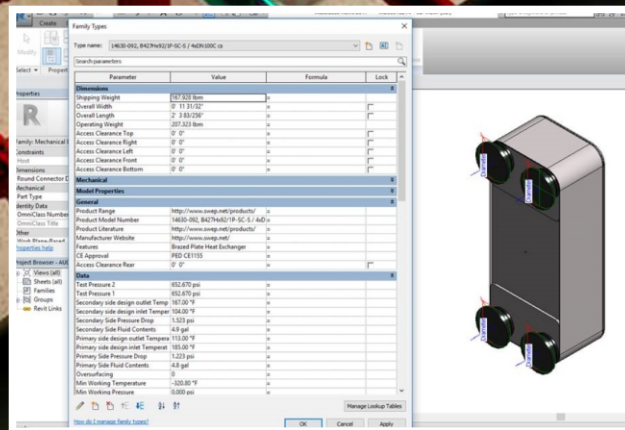 Create
Modify
Select ▾ Propert
Properties
R
Family: Mechanical
Constraints
Host
Dimensions
Round Connector D
Mechanical
Part Type
Identity Data
OmniClass Number
OmniClass Title
Other
Work Plane-Based
Properties help
Project Browser - AU
Views (all)
Sheets (all)
Families
Groups
Revit Links
Family Types
Type name: 14630-092, B427Hx92/1P-SC-S / 4xDN100C cs
Search parameters
Parameter Value Formula Lock
Dimensions
Shipping Weight 167.928 lbm =
Overall Width 0' 11 31/32" =
Overall Length 2' 3 83/256" =
Operating Weight 207.323 lbm =
Access Clearance Top 0' 0" =
Access Clearance Right 0' 0" =
Access Clearance Left 0' 0" =
Access Clearance Front 0' 0" =
Access Clearance Bottom 0' 0" =
Mechanical
Model Properties
General
Product Range http://www.swep.net/products/ =
Product Model Number 14630-092, B427Hx92/1P-SC-S / 4xD =
Product Literature http://www.swep.net/products/ =
Manufacturer Website http://www.swep.net/ =
Features Brazed Plate Heat Exchanger =
CE Approval PED CE1155 =
Access Clearance Rear 0' 0" =
Data
Test Pressure 2 652.670 psi =
Test Pressure 1 652.670 psi =
Secondary side design outlet Temp 167.00 °F =
Secondary side design inlet Temper 104.00 °F =
Secondary Side Pressure Drop 1.523 psi =
Secondary Side Fluid Contents 4.9 gal =
Primary side design outlet Tempera 113.00 °F =
Primary side design inlet Temperat 185.00 °F =
Primary Side Pressure Drop 1.223 psi =
Primary Side Fluid Contents 4.8 gal =
Oversurfacing 0 =
Min Working Temperature -320.80 °F =
Min Working Pressure 0.000 psi =
Manage Lookup Tables
How do I manage family types?
OK Cancel Apply
Diameter
Diameter
Diameter
Diameter